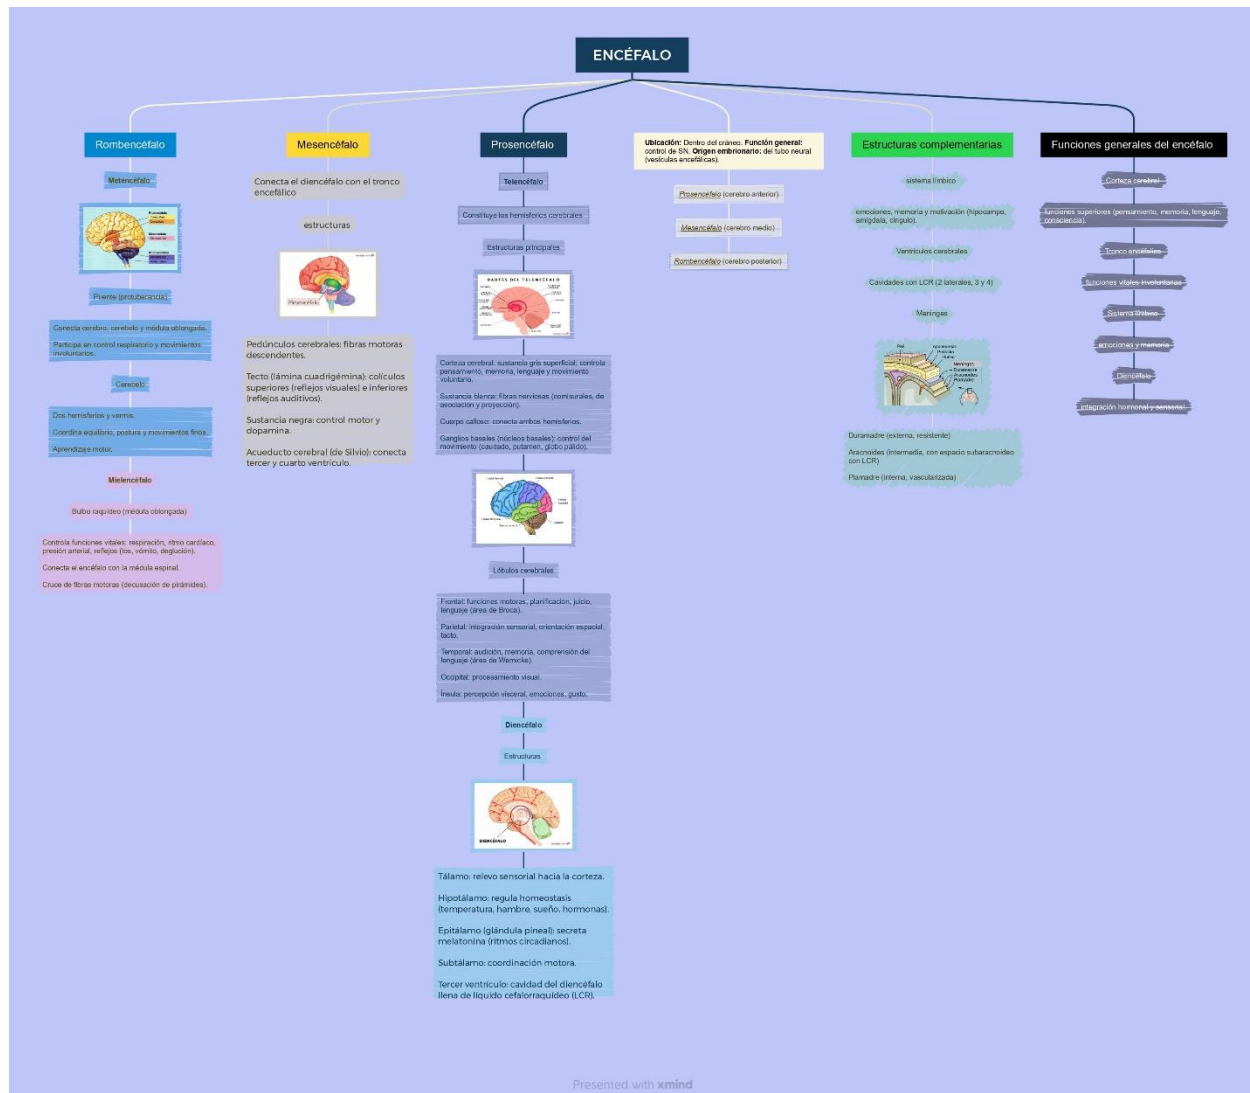 ENCÉFALO
Rombencéfalo
Metencéfalo
Puente (protuberancia)
Conecta cerebro, cerebelo y médula oblongada.
Participa en control respiratorio y movimientos
involuntarios.
Cerebelo
Dos hemisferios y vermis.
Coordina equilibrio, postura y movimientos finos.
Aprendizaje motor.
Mielencéfalo
Bulbo raquídeo (médula oblongada)
Controla funciones vitales: respiración, ritmo cardíaco,
presión arterial, reflejos (tos, vómito, deglución).
Conecta el encéfalo con la médula espinal.
Cruce de fibras motoras (decusación de pirámides).
Mesencéfalo
Conecta el diencéfalo con el tronco
encefálico
estructuras
Mesencéfalo
Pedúnculos cerebrales: fibras motoras
descendentes.
Tecto (lámina cuadrigémina): colículos
superiores (reflejos visuales) e inferiores
(reflejos auditivos).
Sustancia negra: control motor y
dopamina.
Acueducto cerebral (de Silvio): conecta
tercer y cuarto ventrículo.
Prosencéfalo
Telencéfalo
Constituye los hemisferios cerebrales
Estructuras principales
PARTES DEL TELENCÉFALO
Corteza cerebral: sustancia gris superficial; controla
pensamiento, memoria, lenguaje y movimiento
voluntario.
Sustancia blanca: fibras nerviosas (comisurales, de
asociación y proyección).
Cuerpo calloso: conecta ambos hemisferios.
Ganglios basales (núcleos basales): control del
movimiento (caudado, putamen, globo pálido).
Lóbulos cerebrales
Frontal: funciones motoras, planificación, juicio,
lenguaje (área de Broca).
Parietal: integración sensorial, orientación espacial,
tacto.
Temporal: audición, memoria, comprensión del
lenguaje (área de Wernicke).
Occipital: procesamiento visual.
Ínsula: percepción visceral, emociones, gusto.
Diencéfalo
Estructuras
DIENCÉFALO
Tálamo: relevo sensorial hacia la corteza.
Hipotálamo: regula homeostasis
(temperatura, hambre, sueño, hormonas).
Epitálamo (glándula pineal): secreta
melatonina (ritmos circadianos).
Subtálamo: coordinación motora.
Tercer ventrículo: cavidad del diencéfalo
llena de líquido cefalorraquídeo (LCR).
Ubicación: Dentro del cráneo. Función general:
control de SN. Origen embrionario: del tubo neural
(vesículas encefálicas).
Prosencéfalo (cerebro anterior)
Mesencéfalo (cerebro medio)
Rombencéfalo (cerebro posterior)
Estructuras complementarias
sistema límbico
emociones, memoria y motivación (hipocampo,
amígdala, cíngulo).
Ventrículos cerebrales
Cavidades con LCR (2 laterales, 3 y 4)
Meninges
Piel
Meninges
Duramadre
Aracnoides
Piamadre
Duramadre (externa, resistente)
Aracnoides (intermedia, con espacio subaracnoideo
con LCR)
Piamadre (interna, vascularizada)
Funciones generales del encéfalo
Corteza cerebral
funciones superiores (pensamiento, memoria, lenguaje,
consciencia).
Tronco encefálico
funciones vitales involuntarias
Sistema límbico
emociones y memoria
Diencéfalo
integración hormonal y sensorial
Presented with xmind